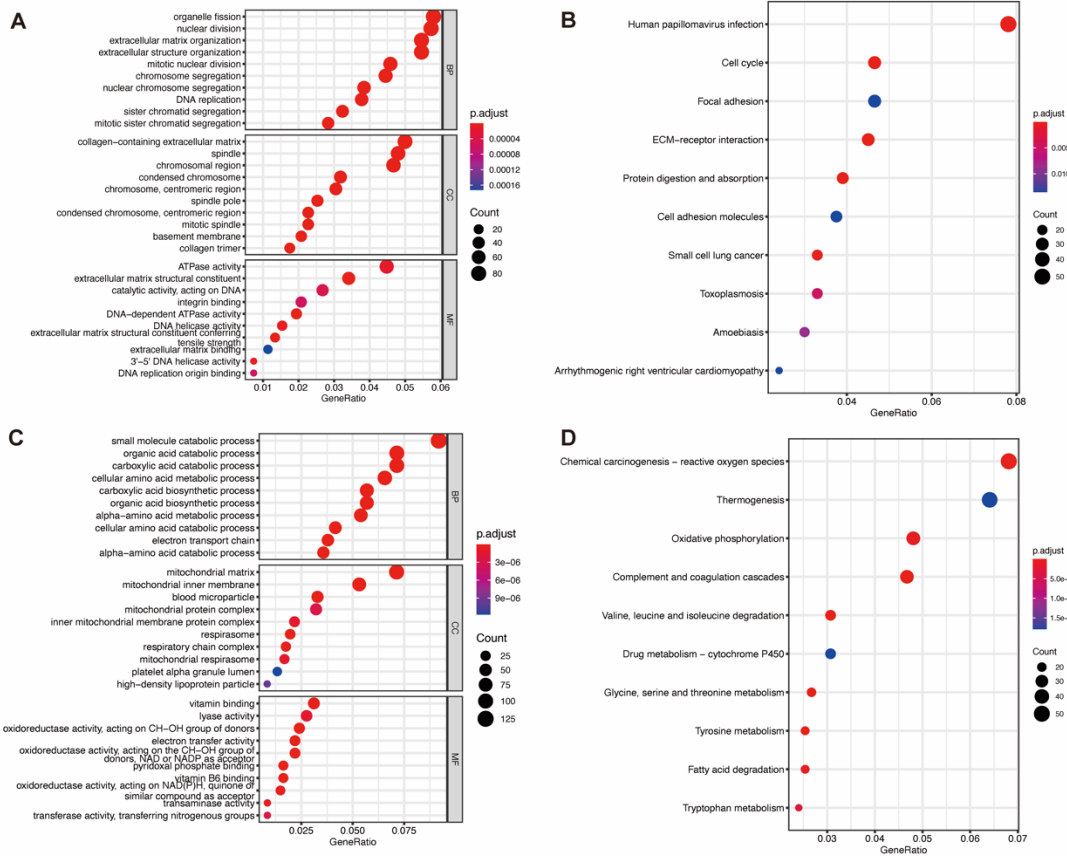 A
organelle fission
nuclear division
extracellular matrix organization
extracellular structure organization
mitotic nuclear division
chromosome segregation
nuclear chromosome segregation
DNA replication
sister chromatid segregation
mitotic sister chromatid segregation
BP
collagen−containing extracellular matrix
spindle
chromosomal region
condensed chromosome
chromosome, centromeric region
spindle pole
condensed chromosome, centromeric region
mitotic spindle
basement membrane
collagen trimer
CC
ATPase activity
extracellular matrix structural constituent
catalytic activity, acting on DNA
integrin binding
DNA−dependent ATPase activity
DNA helicase activity
extracellular matrix structural constituent conferring
tensile strength
extracellular matrix binding
3'−5' DNA helicase activity
DNA replication origin binding
MF
0.01 0.02 0.03 0.04 0.05 0.06
GeneRatio
p.adjust
0.00004
0.00008
0.00012
0.00016
Count
20
40
60
80
B
Human papillomavirus infection
Cell cycle
Focal adhesion
ECM−receptor interaction
Protein digestion and absorption
Cell adhesion molecules
Small cell lung cancer
Toxoplasmosis
Amoebiasis
Arrhythmogenic right ventricular cardiomyopathy
0.04 0.06 0.08
GeneRatio
p.adjust
0.005
0.010
Count
20
30
40
50
C
small molecule catabolic process
organic acid catabolic process
carboxylic acid catabolic process
cellular amino acid metabolic process
carboxylic acid biosynthetic process
organic acid biosynthetic process
alpha−amino acid metabolic process
cellular amino acid catabolic process
electron transport chain
alpha−amino acid catabolic process
BP
mitochondrial matrix
mitochondrial inner membrane
blood microparticle
mitochondrial protein complex
inner mitochondrial membrane protein complex
respirasome
respiratory chain complex
mitochondrial respirasome
platelet alpha granule lumen
high−density lipoprotein particle
CC
vitamin binding
lyase activity
oxidoreductase activity, acting on CH−OH group of donors
electron transfer activity
oxidoreductase activity, acting on the CH−OH group of
donors, NAD or NADP as acceptor
pyridoxal phosphate binding
vitamin B6 binding
oxidoreductase activity, acting on NAD(P)H, quinone or
similar compound as acceptor
transaminase activity
transferase activity, transferring nitrogenous groups
MF
0.025 0.050 0.075
GeneRatio
p.adjust
3e−06
6e−06
9e−06
Count
25
50
75
100
125
D
Chemical carcinogenesis − reactive oxygen species
Thermogenesis
Oxidative phosphorylation
Complement and coagulation cascades
Valine, leucine and isoleucine degradation
Drug metabolism − cytochrome P450
Glycine, serine and threonine metabolism
Tyrosine metabolism
Fatty acid degradation
Tryptophan metabolism
0.03 0.04 0.05 0.06 0.07
GeneRatio
p.adjust
5.0e−
1.0e−
1.5e−
Count
20
30
40
50